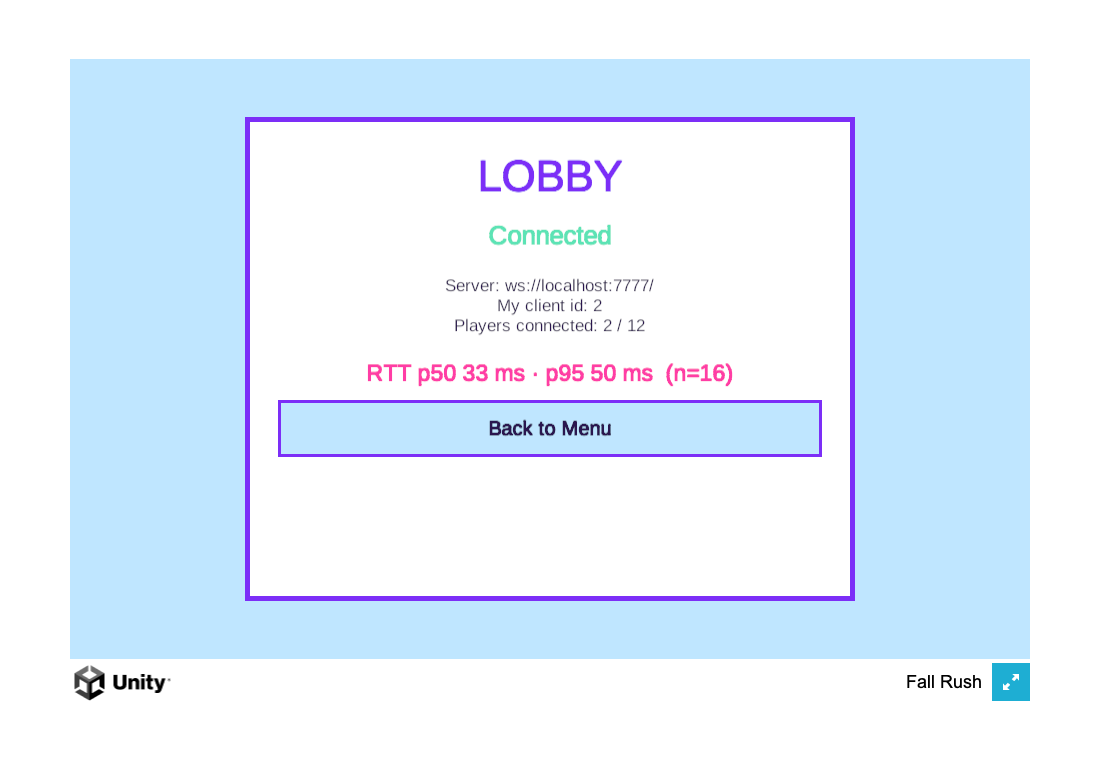 LOBBY
Connected
Server: ws://localhost:7777/
My client id: 2
Players connected: 2 / 12
RTT p50 33 ms · p95 50 ms  (n=16)
Back to Menu
Unity
Fall Rush